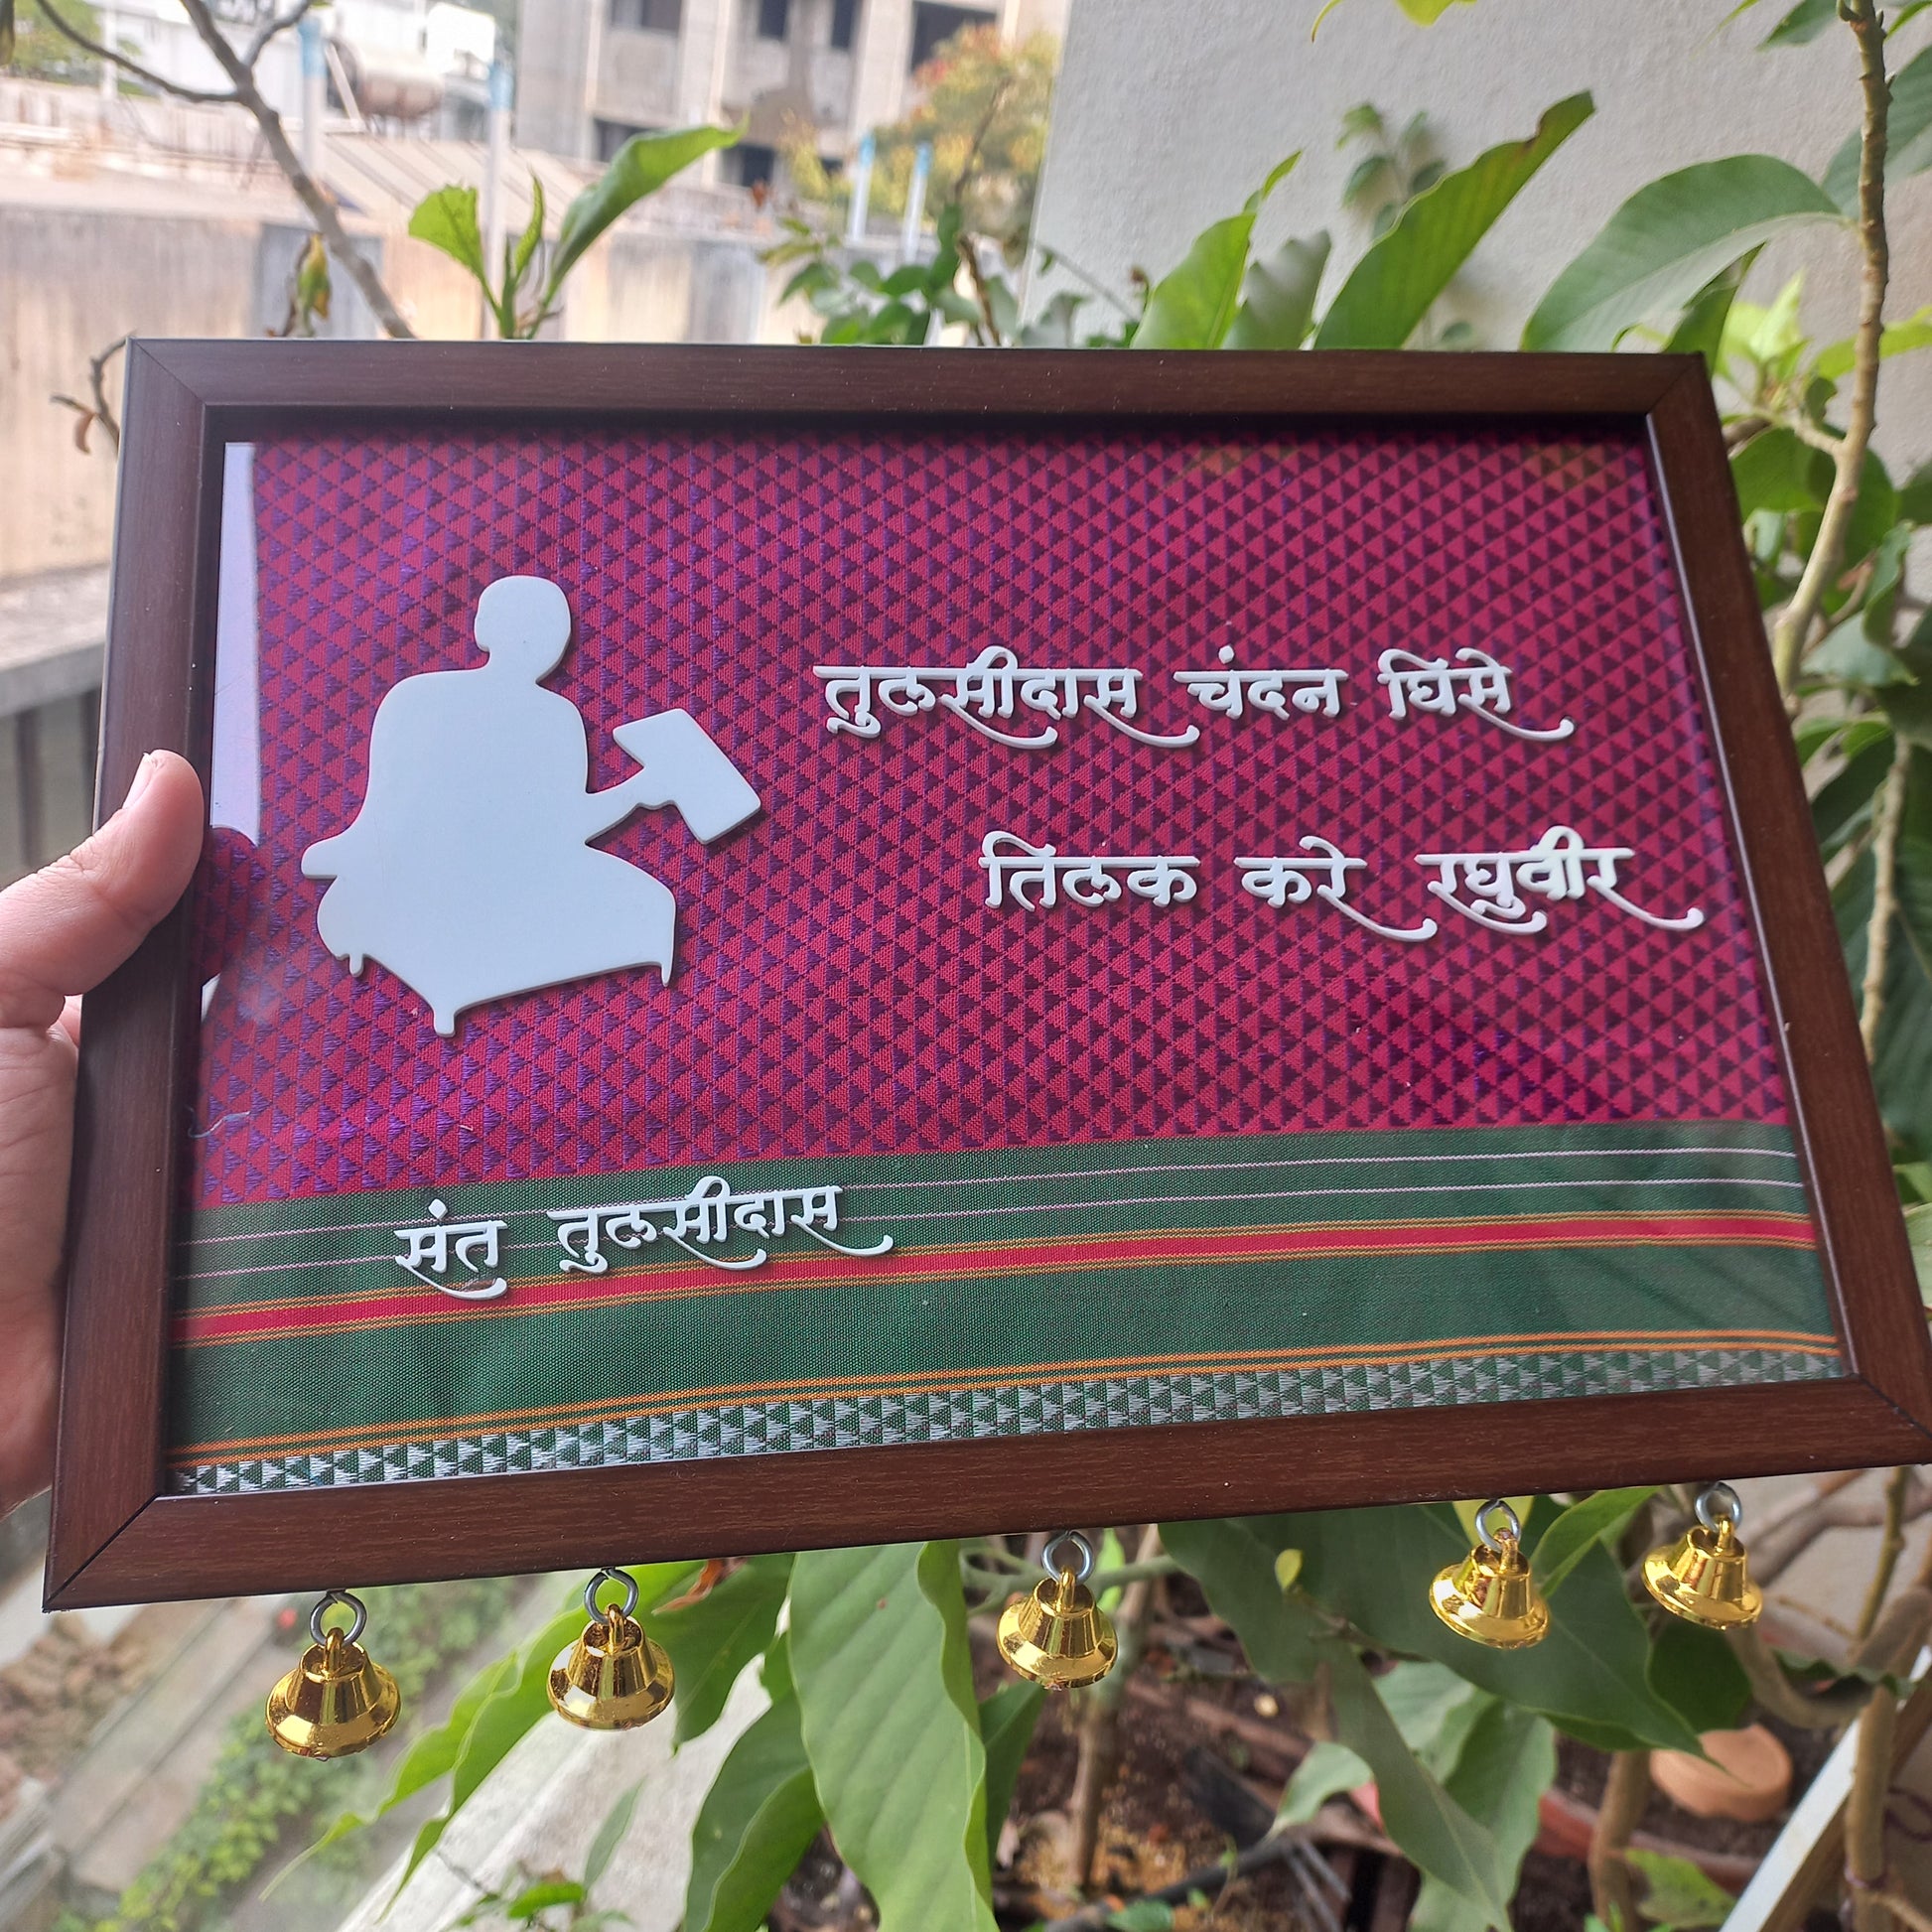 तुलसीदास चंदन घिसे
तिलक करे रघुवीर
संत तुलसीदास